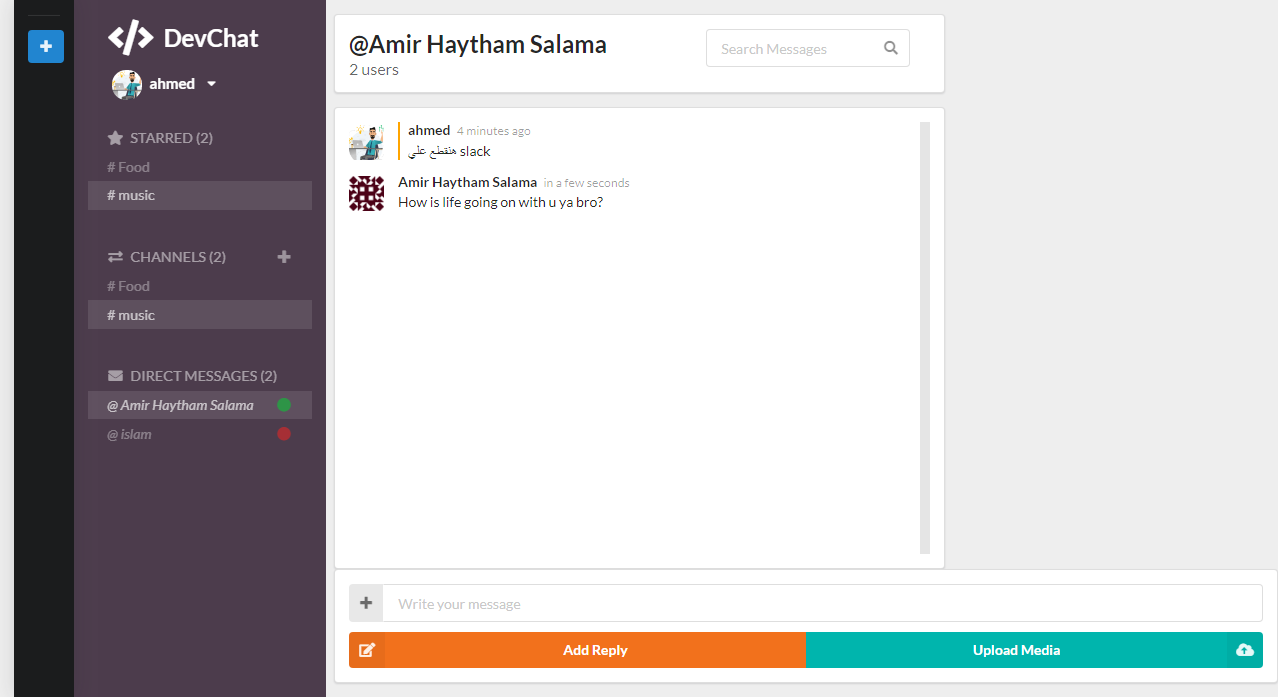 DevChat
ahmed
STARRED (2)
# Food
# music
CHANNELS (2)
# Food
# music
DIRECT MESSAGES (2)
@ Amir Haytham Salama
@ islam
@Amir Haytham Salama
2 users
Search Messages
ahmed 4 minutes ago
هنقطع علي slack
Amir Haytham Salama in a few seconds
How is life going on with u ya bro?
Write your message
Add Reply
Upload Media